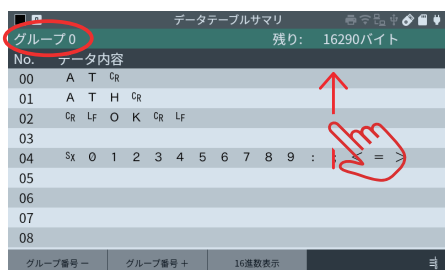 データテーブルサマリ
グループ 0 残り: 16290バイト
No. データ内容
00 A T CR
01 A T H CR
02 CR LF O K CR LF
03
04 SX 0 1 2 3 4 5 6 7 8 9 : ; < = >
05
06
07
08
グループ番号 − グループ番号 + 16進数表示